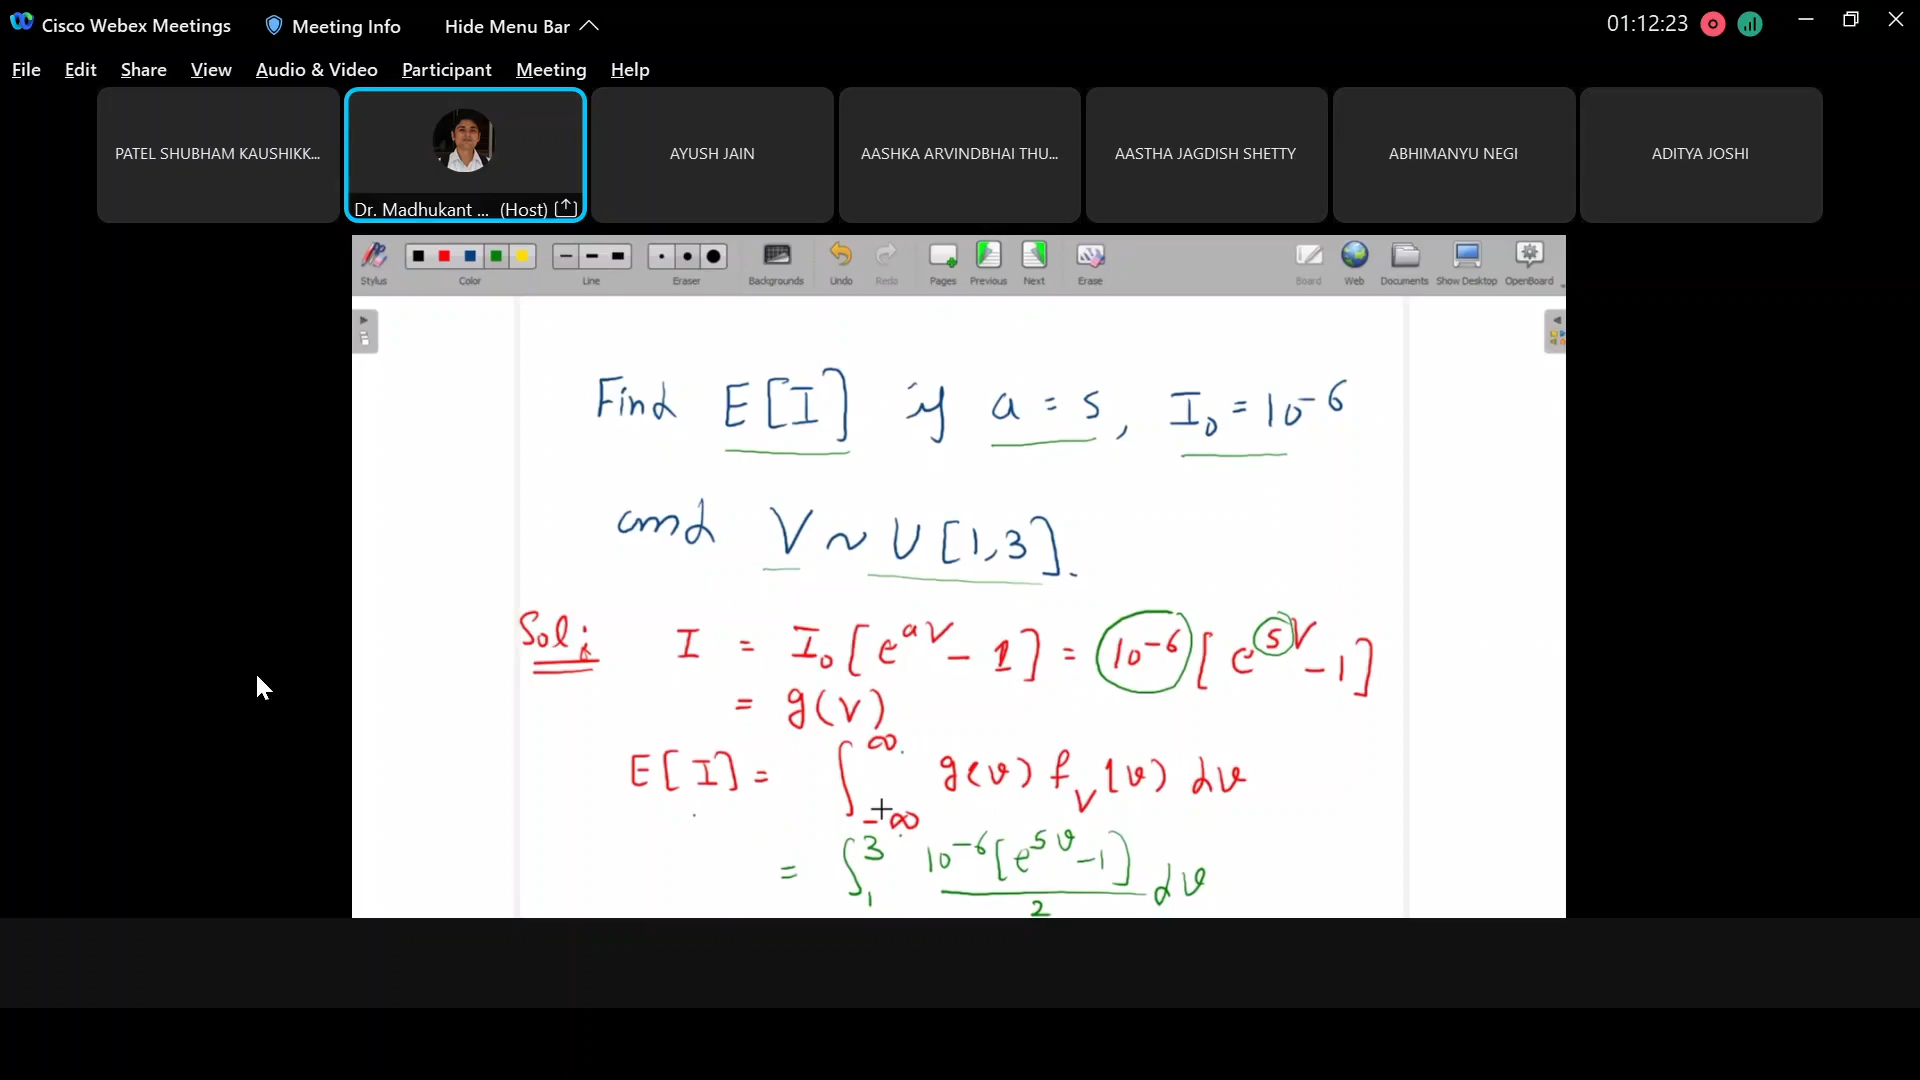 Cisco Webex Meetings Meeting Info Hide Menu Bar 01:12:23
File Edit Share View Audio & Video Participant Meeting Help
PATEL SHUBHAM KAUSHIKK... AYUSH JAIN AASHKA ARVINDBHAI THU... AASTHA JAGDISH SHETTY ABHIMANYU NEGI ADITYA JOSHI
Dr. Madhukant ... (Host)
Stylus Color Line Eraser Backgrounds Undo Redo Pages Previous Next Erase Board Web Documents Show Desktop OpenBoard
Find E[I] if a = 5, I₀ = 10⁻⁶
and V ~ U[1,3].
Sol: I = I₀[e^{aV} - 1] = 10⁻⁶[e^{5V} - 1]
= g(V)
E[I] = ∫_{-∞}^{∞} g(v) f_V(v) dv
= ∫_1^3 10⁻⁶[e^{5v} - 1] / 2 dv